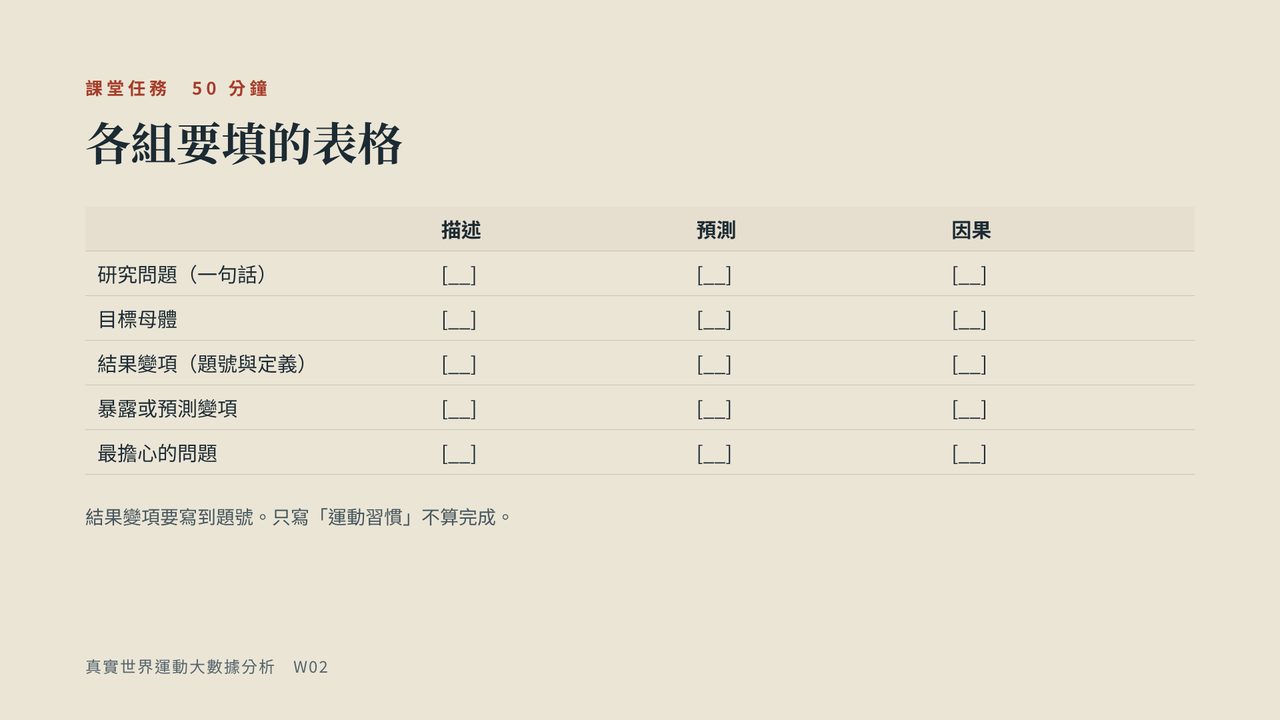 課堂任務　50 分鐘
各組要填的表格
描述　預測　因果
研究問題（一句話）　[__]　[__]　[__]
目標母體　[__]　[__]　[__]
結果變項（題號與定義）　[__]　[__]　[__]
暴露或預測變項　[__]　[__]　[__]
最擔心的問題　[__]　[__]　[__]
結果變項要寫到題號。只寫「運動習慣」不算完成。
真實世界運動大數據分析　W02